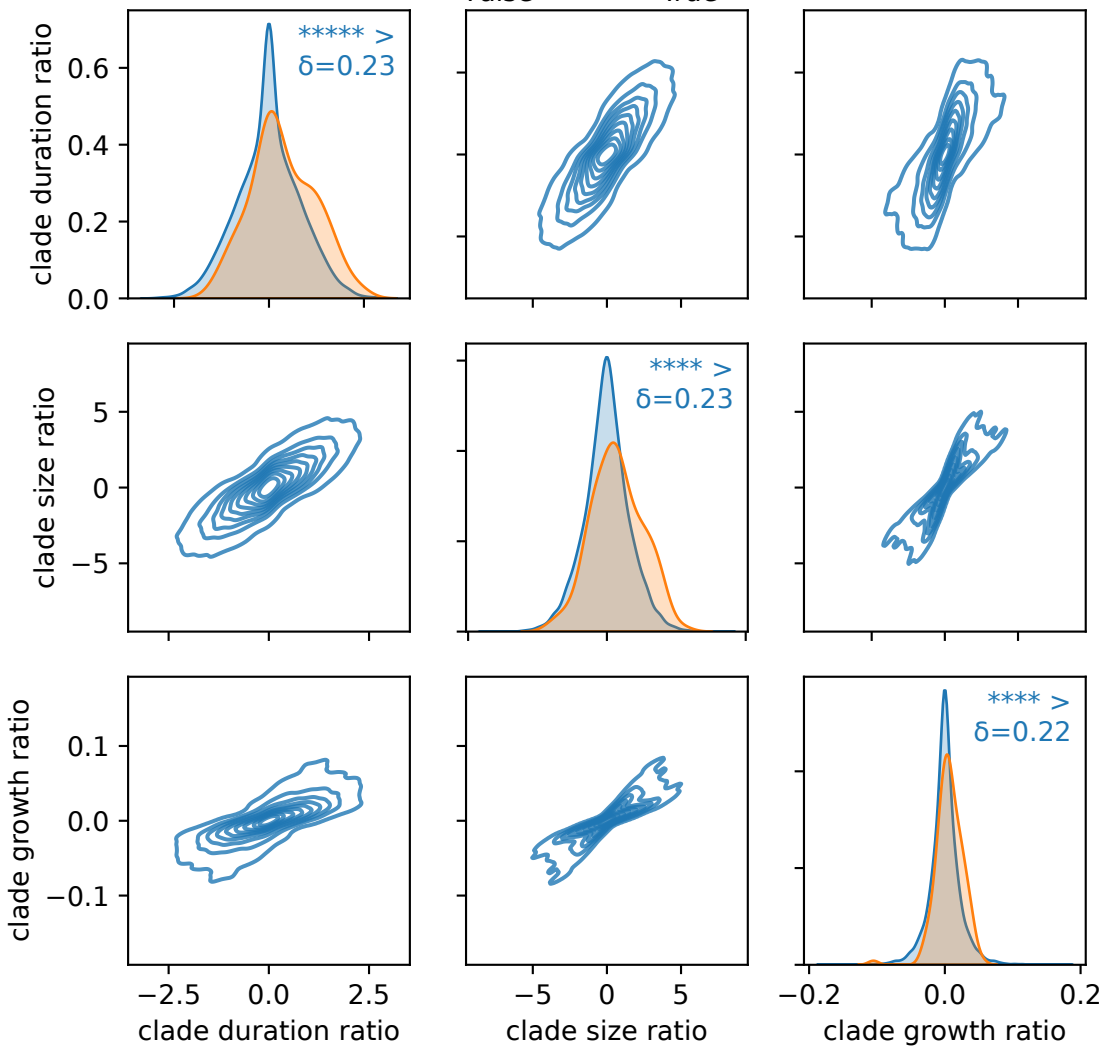 clade duration ratio
0.6
0.4
0.2
0.0
***** >
δ=0.23
clade size ratio
5
0
−5
**** >
δ=0.23
clade growth ratio
0.1
0.0
−0.1
**** >
δ=0.22
−2.5 0.0 2.5
−5 0 5
−0.2 0.0 0.2
clade duration ratio
clade size ratio
clade growth ratio